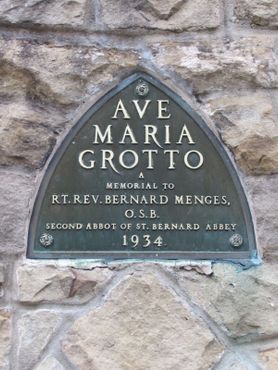 AVE
MARIA
GROTTO
A
MEMORIAL TO
RT. REV. BERNARD MENGES,
O.S.B.
SECOND ABBOT OF ST. BERNARD ABBEY
1934